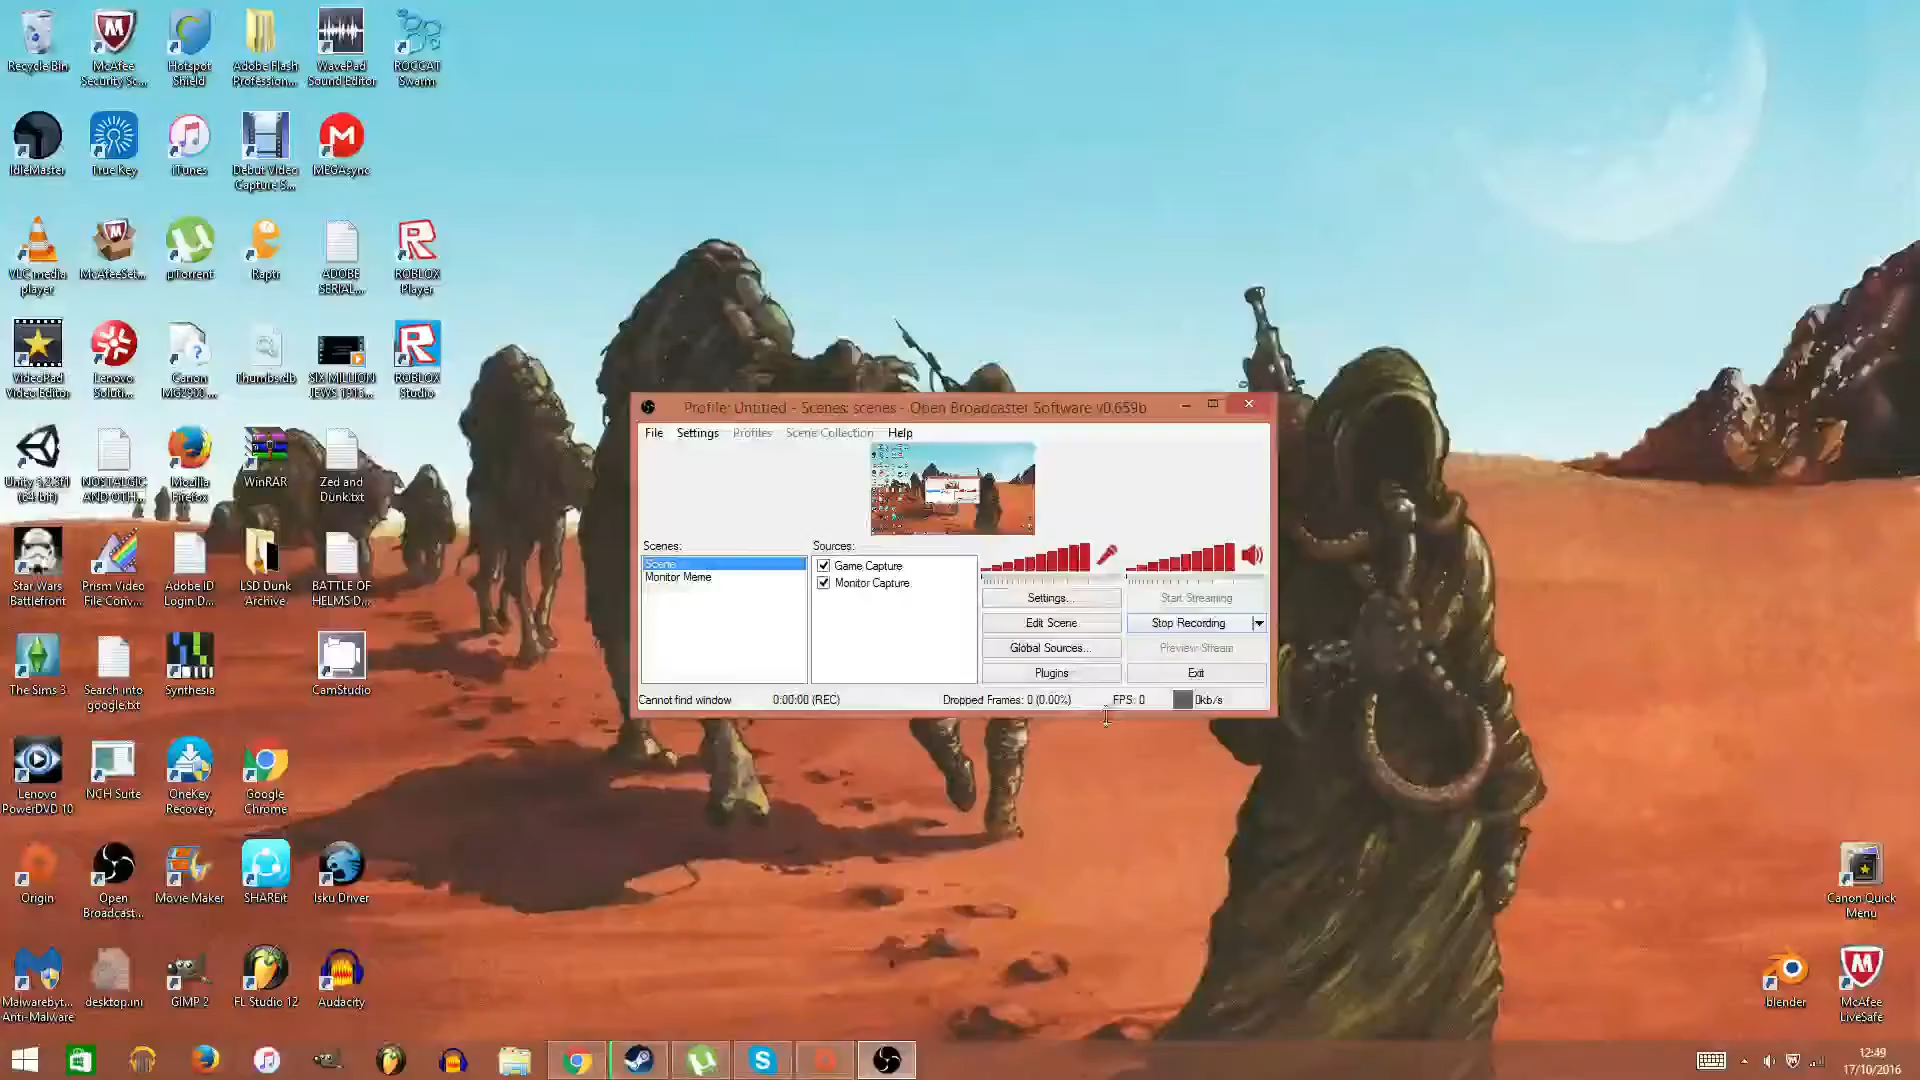 Recycle Bin
McAfee
Security Sc...
Hotspot
Shield
Adobe Flash
Profession...
WavePad
Sound Editor
ROCCAT
Swarm
IdleMaster
True Key
iTunes
Debut Video
Capture S...
MEGAsync
VLC media
player
McAfeeSet...
µTorrent
Raptr
ADOBE
SERIAL...
ROBLOX
Player
VideoPad
Video Editor
Lenovo
Soluti...
Canon
MG2900 ...
Thumbs.db
SIX MILLION
JEWS 1915...
ROBLOX
Studio
Unity 5.2.3f1
(64-bit)
NOSTALGIC
AND OTH...
Mozilla
Firefox
WinRAR
Zed and
Dunk.txt
Star Wars
Battlefront
Prism Video
File Conv...
Adobe ID
Login D...
LSD Dunk
Archive
BATTLE OF
HELMS D...
The Sims 3
Search into
google.txt
Synthesia
CamStudio
Lenovo
PowerDVD 10
NCH Suite
OneKey
Recovery
Google
Chrome
Origin
Open
Broadcast...
Movie Maker
SHAREit
Isku Driver
Malwarebyt...
Anti-Malware
desktop.ini
GIMP 2
FL Studio 12
Audacity
Profile: Untitled - Scenes: scenes - Open Broadcaster Software v0.659b
File Settings Profiles Scene Collection Help
Scenes:
Scene
Monitor Meme
Sources:
Game Capture
Monitor Capture
Settings...
Start Streaming
Edit Scene
Stop Recording
Global Sources...
Preview Stream
Plugins
Exit
Cannot find window 0:00:00 (REC) Dropped Frames: 0 (0.00%) FPS: 0 0kb/s
Canon Quick
Menu
blender
McAfee
LiveSafe
12:49
17/10/2016